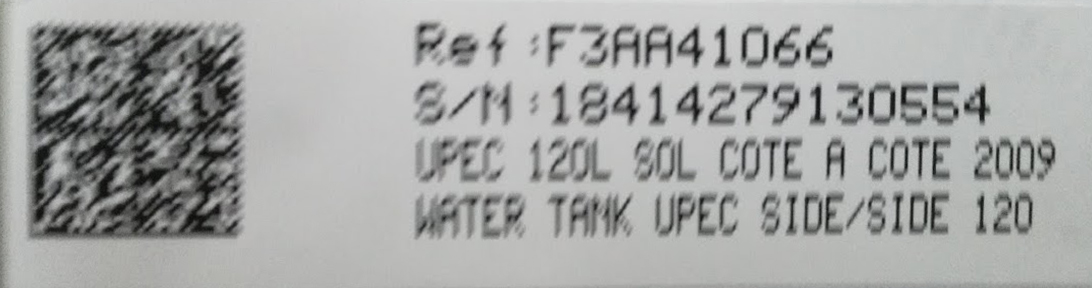 Ref :F3AA41066
S/N :18414279130554
UPEC 120L SOL COTE A COTE 2009
WATER TANK UPEC SIDE/SIDE 120